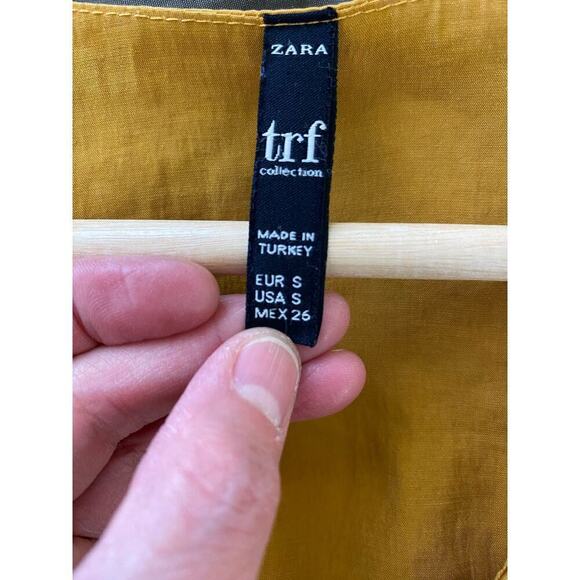 ZARA
trf
collection
MADE IN
TURKEY
EUR S
USA S
MEX 26